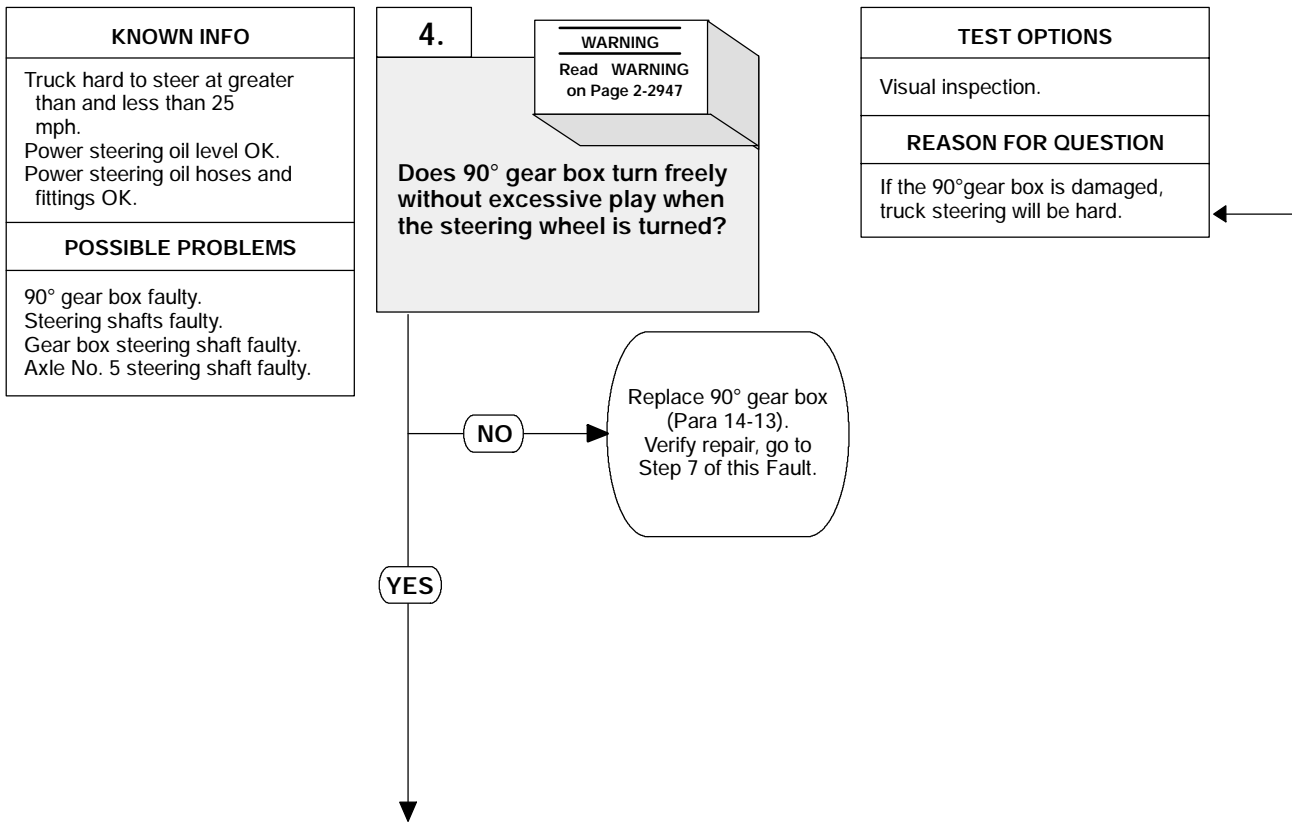 KNOWN INFO
Truck hard to steer at greater
than and less than 25
mph.
Power steering oil level OK.
Power steering oil hoses and
fittings OK.
POSSIBLE PROBLEMS
90° gear box faulty.
Steering shafts faulty.
Gear box steering shaft faulty.
Axle No. 5 steering shaft faulty.
4.
WARNING
Read WARNING
on Page 2-2947
Does 90° gear box turn freely
without excessive play when
the steering wheel is turned?
TEST OPTIONS
Visual inspection.
REASON FOR QUESTION
If the 90°gear box is damaged,
truck steering will be hard.
NO
Replace 90° gear box
(Para 14-13).
Verify repair, go to
Step 7 of this Fault.
YES